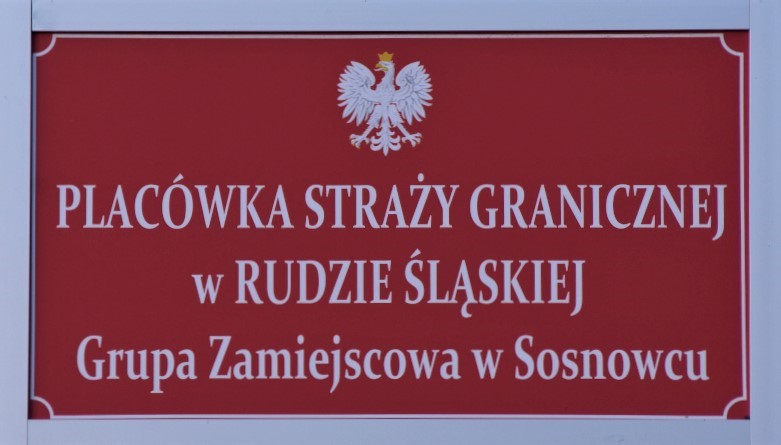 PLACÓWKA STRAŻY GRANICZNEJ
w RUDZIE ŚLĄSKIEJ
Grupa Zamiejscowa w Sosnowcu